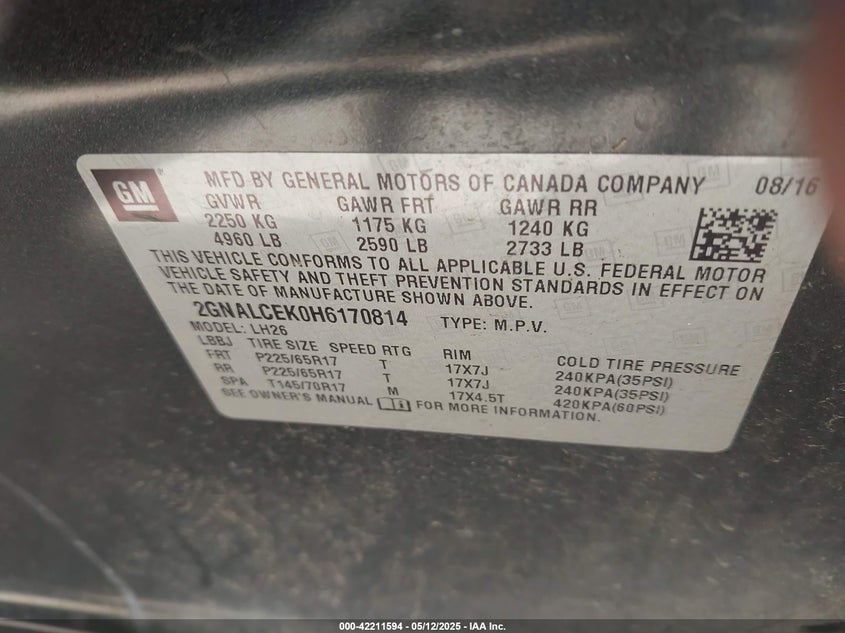 GM
MFD BY GENERAL MOTORS OF CANADA COMPANY 08/16
GVWR GAWR FRT GAWR RR
2250 KG 1175 KG 1240 KG
4960 LB 2590 LB 2733 LB
THIS VEHICLE CONFORMS TO ALL APPLICABLE U.S. FEDERAL MOTOR
VEHICLE SAFETY AND THEFT PREVENTION STANDARDS IN EFFECT ON
THE DATE OF MANUFACTURE SHOWN ABOVE.
2GNALCEK0H6170814 TYPE: M.P.V.
MODEL: LH26
LBBJ TIRE SIZE SPEED RTG RIM COLD TIRE PRESSURE
FRT P225/65R17 T 17X7J 240KPA(35PSI)
RR P225/65R17 T 17X7J 240KPA(35PSI)
SPA T145/70R17 M 17X4.5T 420KPA(60PSI)
SEE OWNER'S MANUAL FOR MORE INFORMATION.
000-42211594 - 05/12/2025 - IAA Inc.